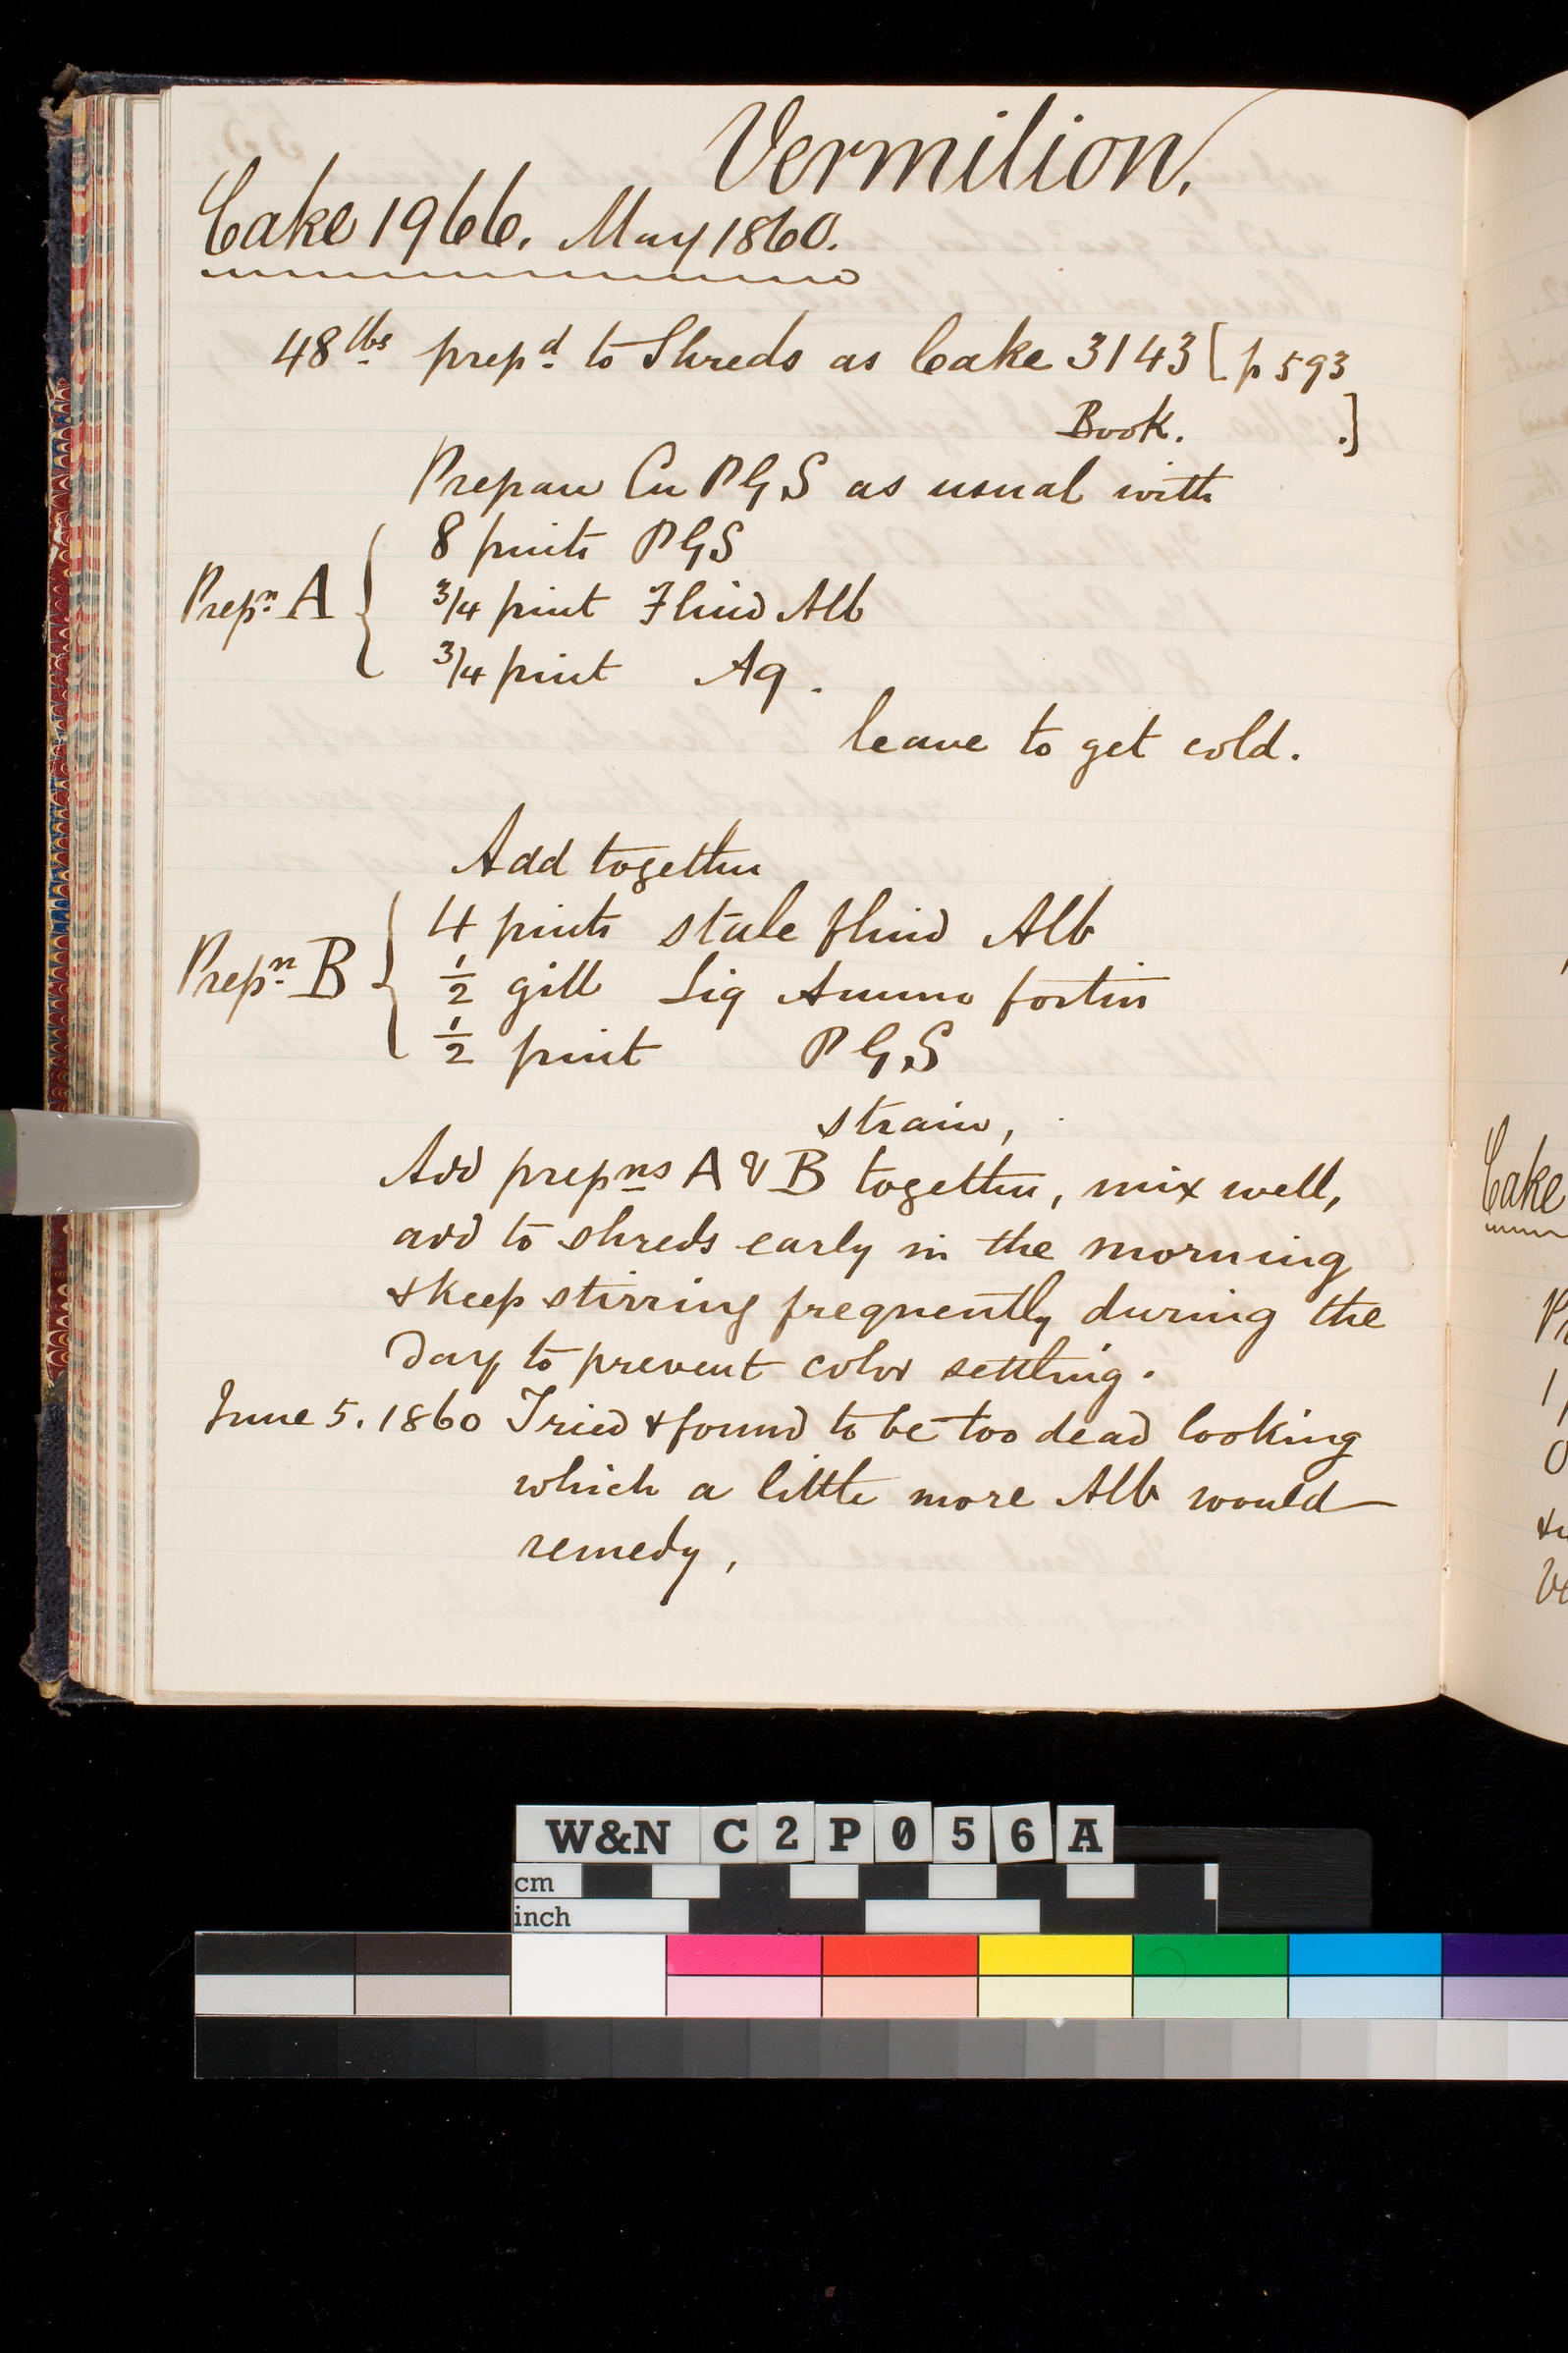 Vermilion.
Cake 1966. May 1860.
48 lbs prepd to Shreds as Cake 3143 [p 593
Book. .]
Prepare Cu PGS as usual with
Prepn A
8 pints PGS
3/4 pint Fluid Alb
3/4 pint Aq.
leave to get cold.
Add together
Prepn B
4 pints stale fluid Alb
1/2 gill Liq Ammo fortis
1/2 pint PGS
strain,
Add prepns A & B together, mix well,
add to shreds early in the morning
& keep stirring frequently during the
day to prevent color settling.
June 5. 1860 Tried & found to be too dead looking
which a little more Alb would
remedy,
Cake
W&N C2P056A
cm
inch